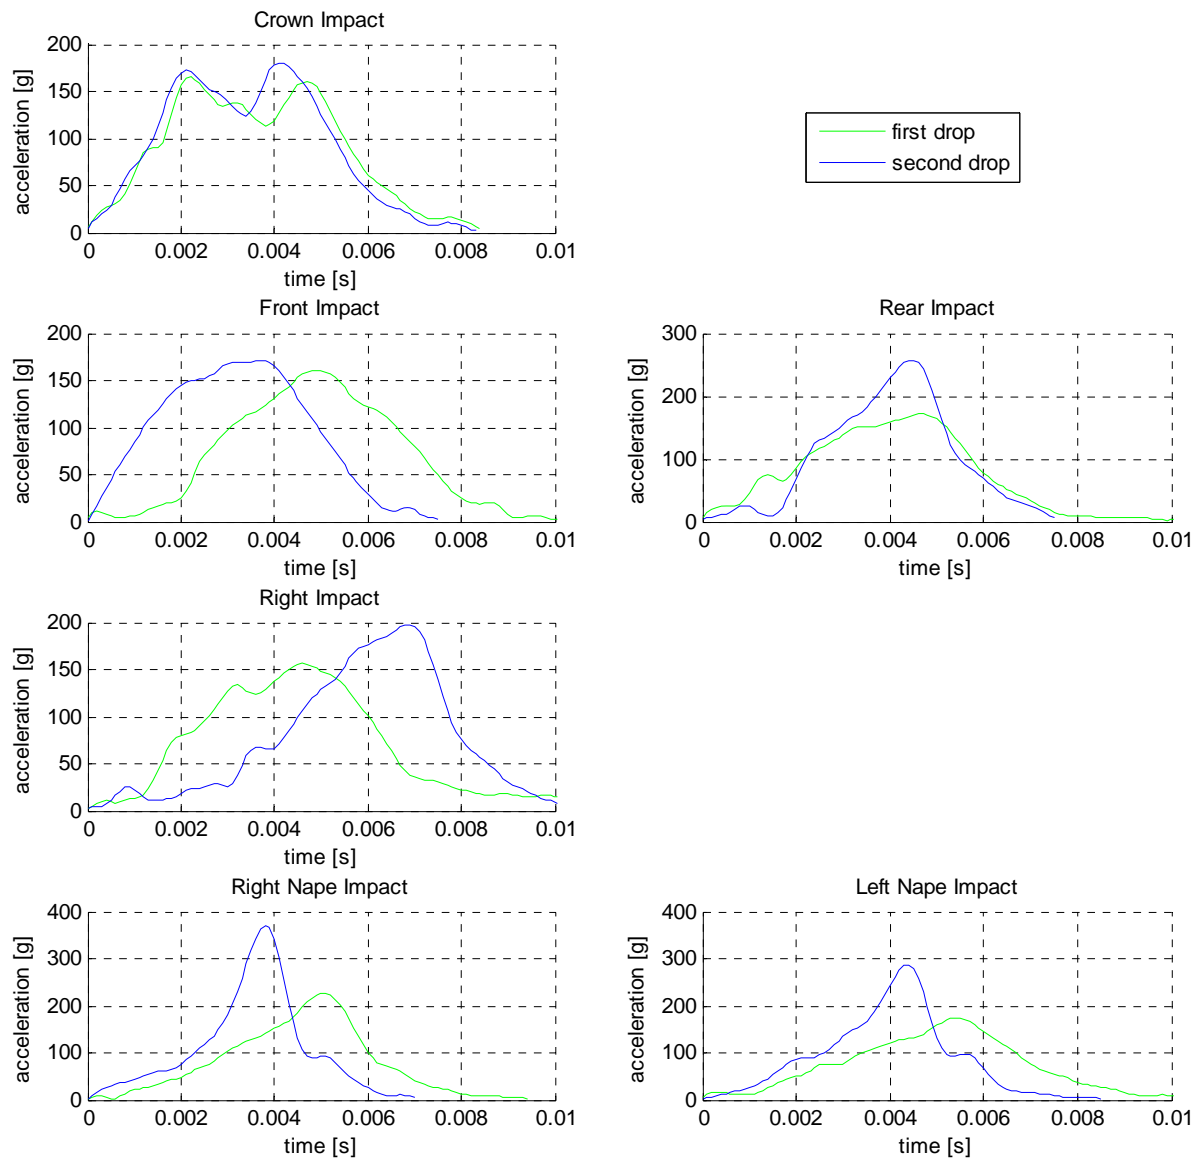 Crown Impact
200
150
100
50
0
acceleration [g]
0 0.002 0.004 0.006 0.008 0.01
time [s]
first drop
second drop
Front Impact
200
150
100
50
0
acceleration [g]
0 0.002 0.004 0.006 0.008 0.01
time [s]
Rear Impact
300
200
100
0
acceleration [g]
0 0.002 0.004 0.006 0.008 0.01
time [s]
Right Impact
200
150
100
50
0
acceleration [g]
0 0.002 0.004 0.006 0.008 0.01
time [s]
Right Nape Impact
400
300
200
100
0
acceleration [g]
0 0.002 0.004 0.006 0.008 0.01
time [s]
Left Nape Impact
400
300
200
100
0
acceleration [g]
0 0.002 0.004 0.006 0.008 0.01
time [s]